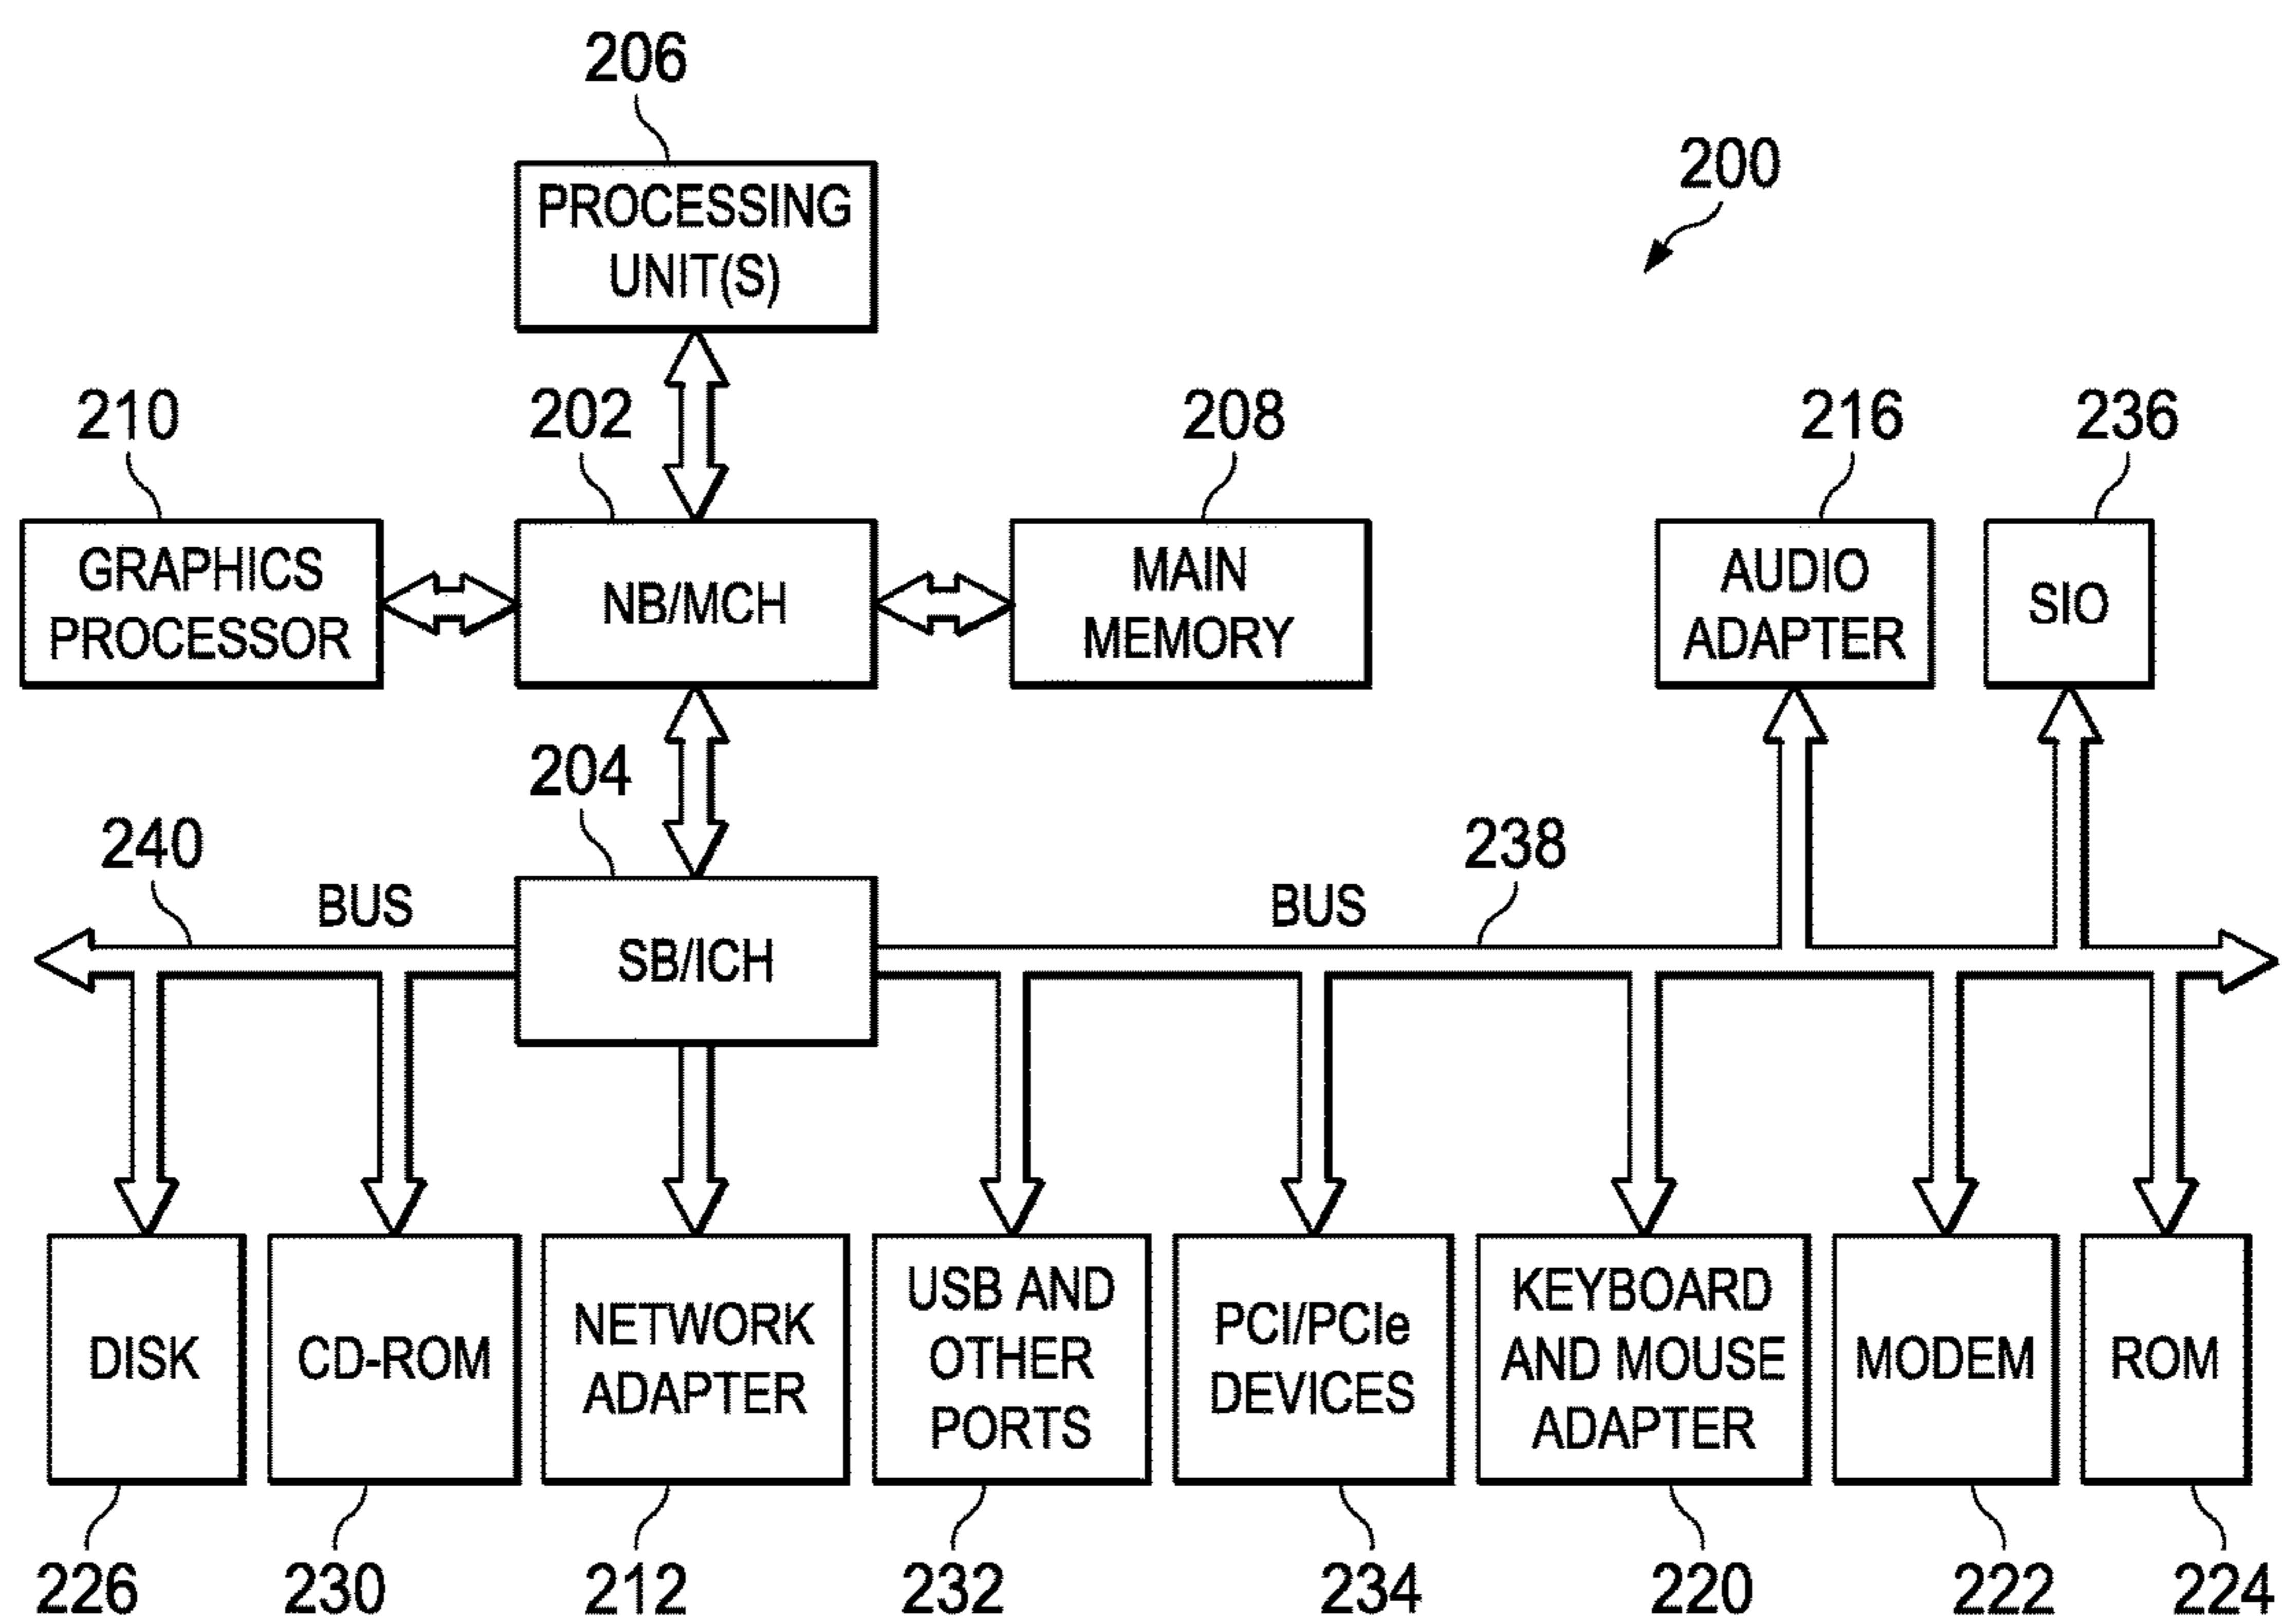 206
200
PROCESSING
UNIT(S)
210
202
208
216
236
GRAPHICS
PROCESSOR
NB/MCH
MAIN
MEMORY
AUDIO
ADAPTER
SIO
204
240
238
BUS
BUS
SB/ICH
DISK
CD-ROM
NETWORK
ADAPTER
USB AND
OTHER
PORTS
PCI/PCIe
DEVICES
KEYBOARD
AND MOUSE
ADAPTER
MODEM
ROM
226
230
212
232
234
220
222
224